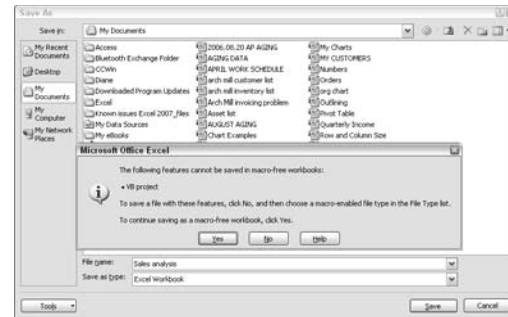 Save As
Save in:
My Documents
My Recent Documents
Desktop
My Documents
My Computer
My Network Places
Access
Bluetooth Exchange Folder
CCWin
Diane
Downloaded Program Updates
Excel
Known issues Excel 2007_files
My Data Sources
My eBooks
2006.08.20 AP AGING
AGING DATA
APRIL WORK SCHEDULE
arch mill customer list
arch mill inventory list
Arch Mill invoicing problem
Asset list
AUGUST AGING
Chart Examples
My Charts
MY CUSTOMERS
Numbers
Orders
org chart
Outlining
Pivot Table
Quarterly Income
Row and Column Size
Microsoft Office Excel
The following features cannot be saved in macro-free workbooks:
• VB project
To save a file with these features, click No, and then choose a macro-enabled file type in the File Type list.
To continue saving as a macro-free workbook, click Yes.
Yes
No
Help
File name:
Sales analysis
Save as type:
Excel Workbook
Tools
Save
Cancel